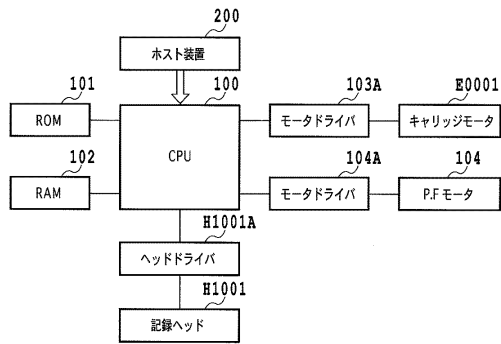 200
ホスト装置
101
100
103A
E0001
ROM
CPU
モータドライバ
キャリッジモータ
102
104A
104
RAM
モータドライバ
P.Fモータ
H1001A
ヘッドドライバ
H1001
記録ヘッド